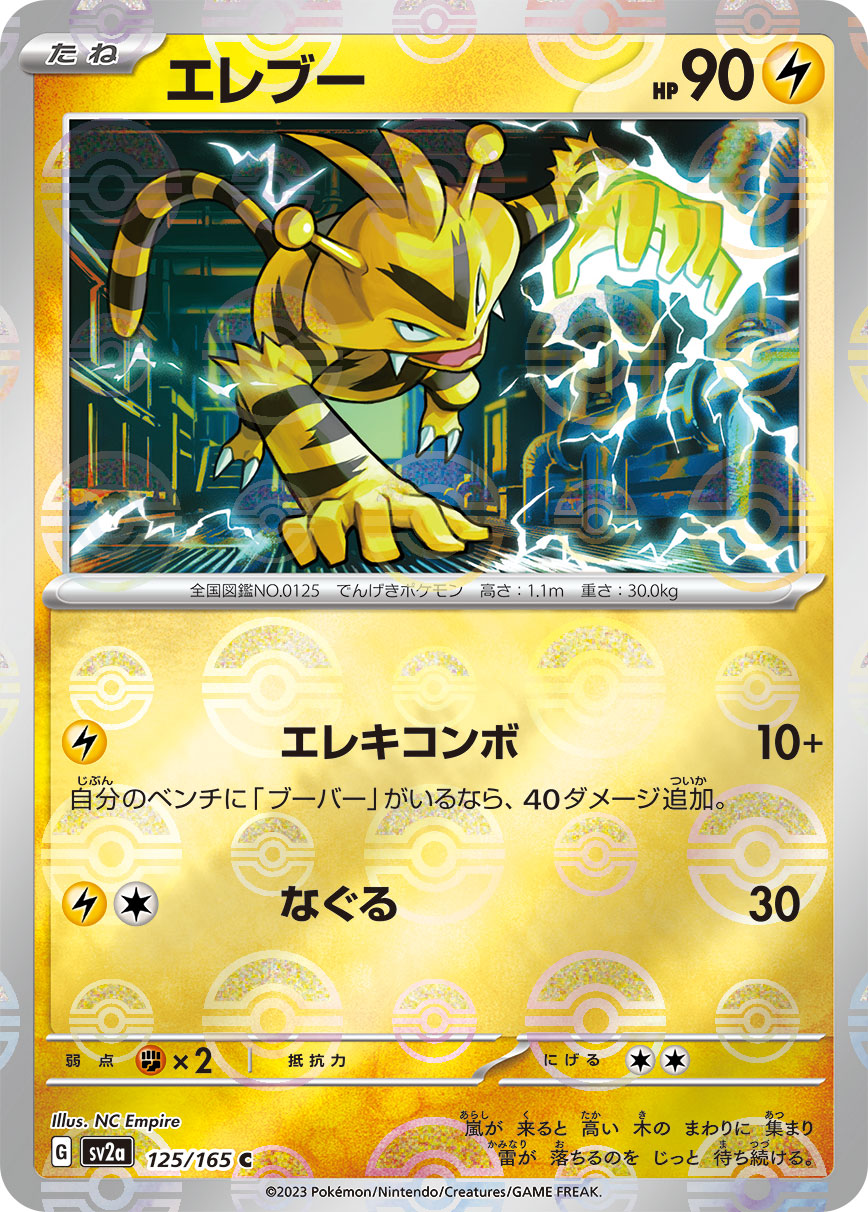 たね エレブー HP 90
全国図鑑NO.0125 でんげきポケモン 高さ:1.1m 重さ:30.0kg
エレキコンボ 10+
自分のベンチに「ブーバー」がいるなら、40ダメージ追加。
なぐる 30
弱点 ×2 抵抗力 にげる
Illus. NC Empire
G sv2a 125/165 C
嵐が 来ると 高い 木の まわりに 集まり
雷が 落ちるのを じっと 待ち続ける。
©2023 Pokémon/Nintendo/Creatures/GAME FREAK.